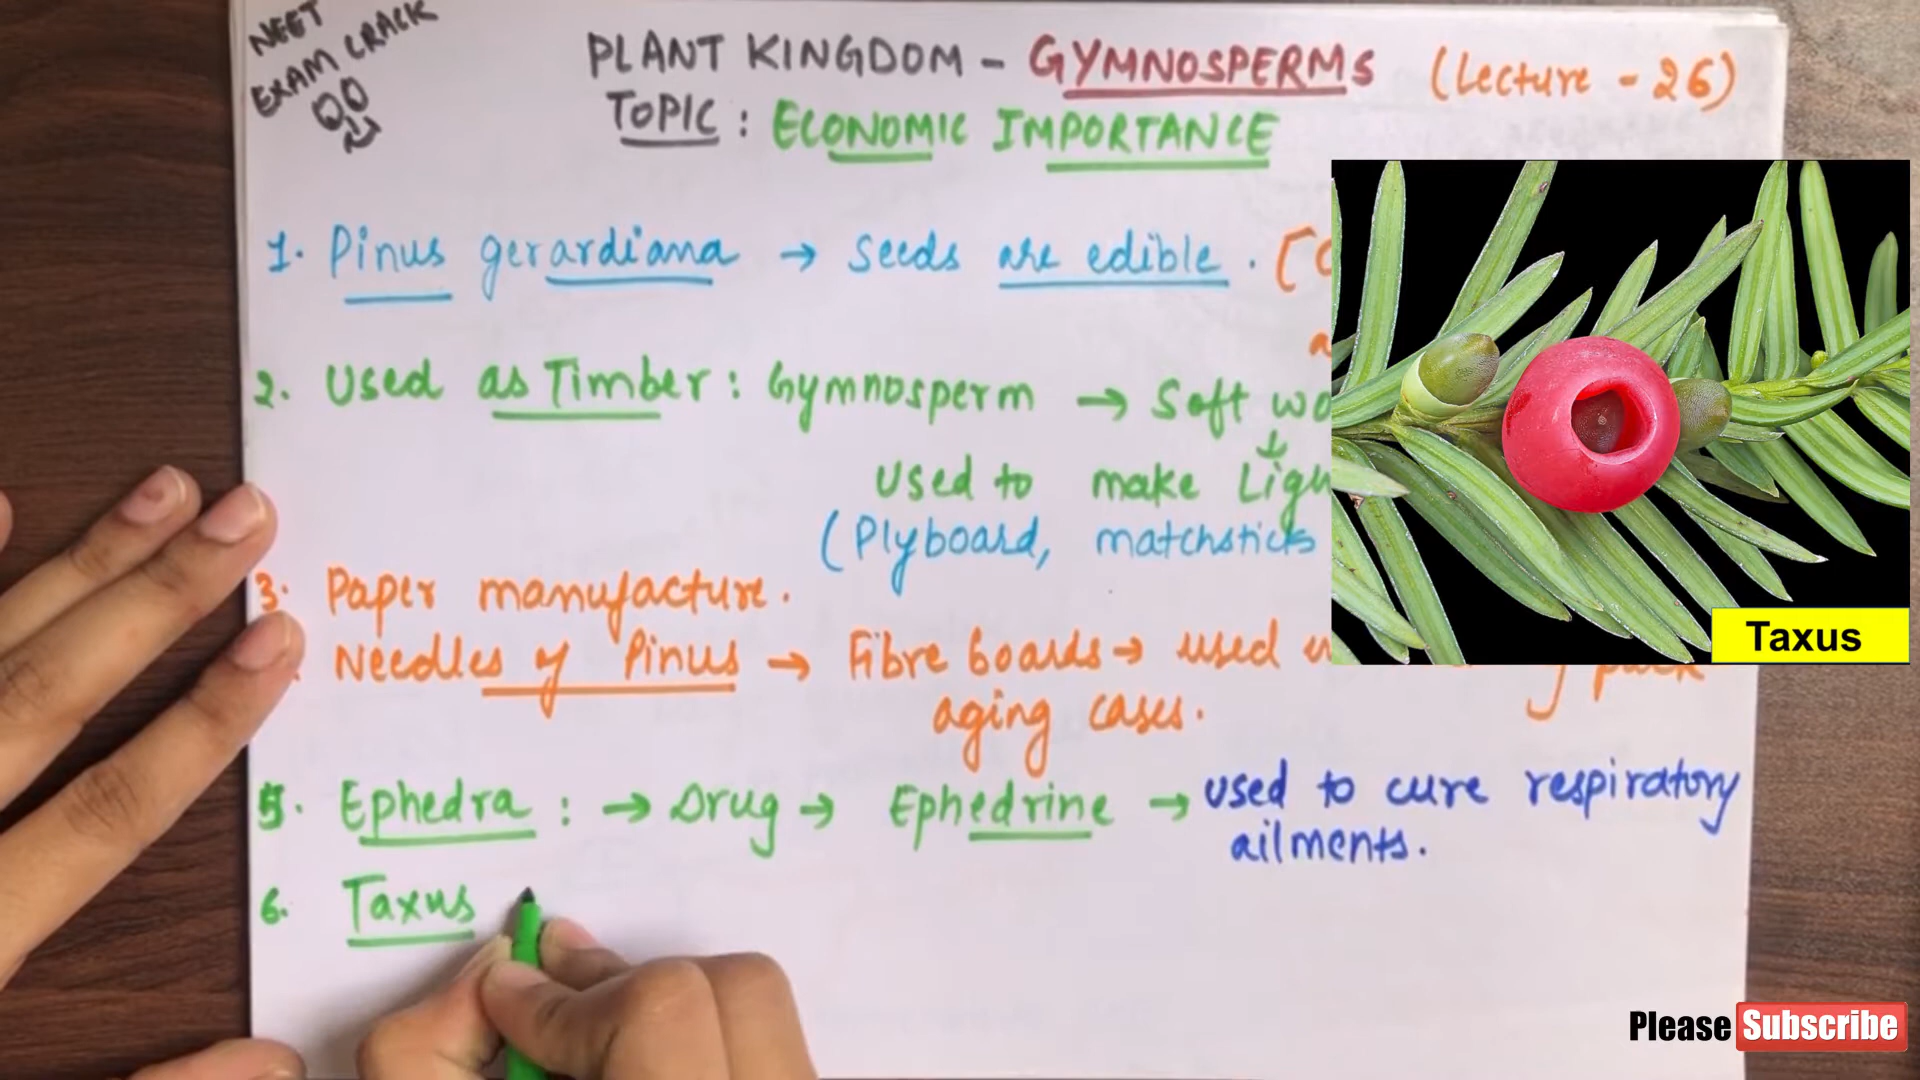 NEET
EXAM CRACK
PLANT KINGDOM - GYMNOSPERMS (Lecture - 26)
TOPIC : ECONOMIC IMPORTANCE
1. Pinus gerardiana → seeds are edible. [
2. Used as Timber: Gymnosperm → Soft
used to make
(Plyboard, matchsticks
3. Paper manufacture.
Needles of Pinus → Fibre boards → used
aging cases.
5. Ephedra : → Drug → Ephedrine → used to cure respiratory
ailments.
6. Taxus
Taxus
Please Subscribe